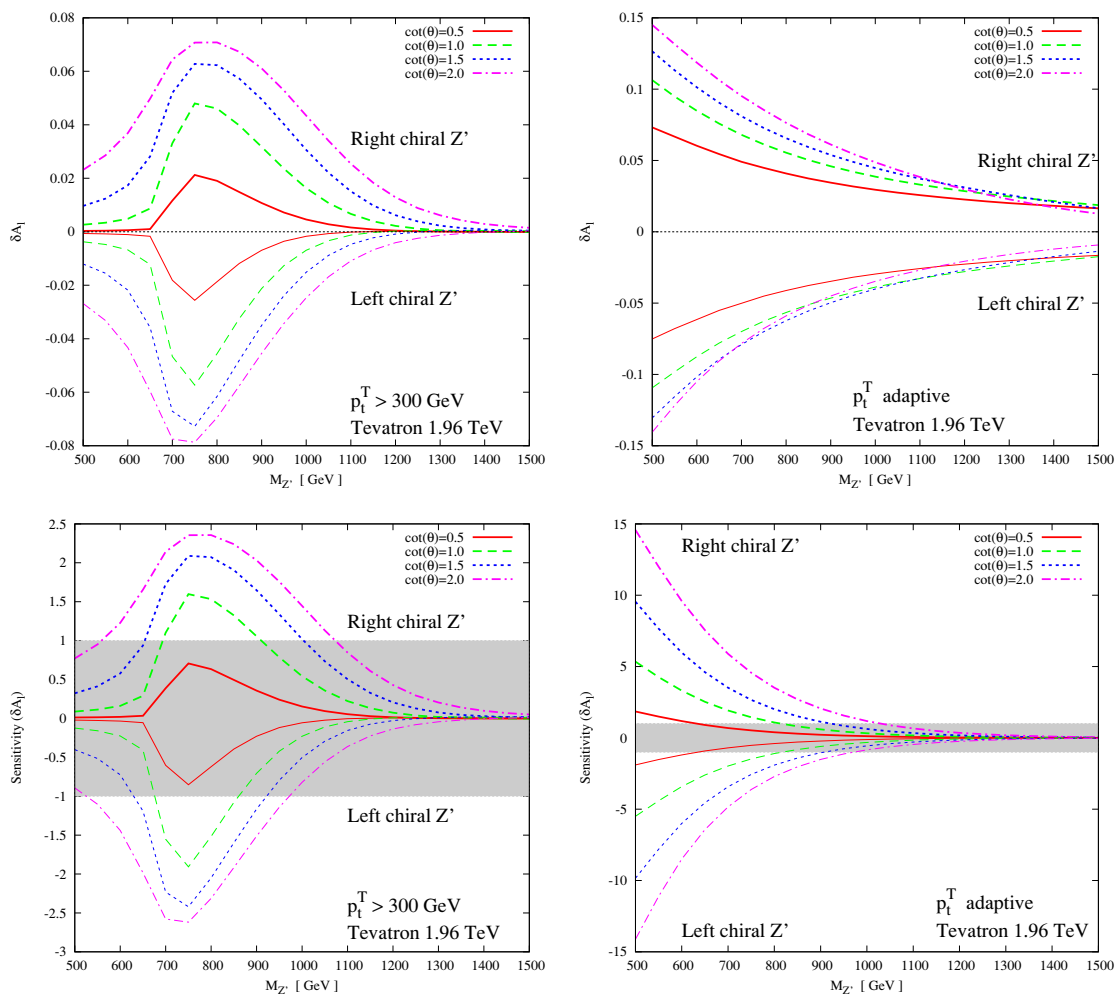 0.08
0.06
0.04
0.02
0
-0.02
-0.04
-0.06
-0.08
500 600 700 800 900 1000 1100 1200 1300 1400 1500
δA_l
M_Z' [ GeV ]
cot(θ)=0.5
cot(θ)=1.0
cot(θ)=1.5
cot(θ)=2.0
Right chiral Z'
Left chiral Z'
p_t^T > 300 GeV
Tevatron 1.96 TeV
0.15
0.1
0.05
0
-0.05
-0.1
-0.15
500 600 700 800 900 1000 1100 1200 1300 1400 1500
δA_l
M_Z' [ GeV ]
cot(θ)=0.5
cot(θ)=1.0
cot(θ)=1.5
cot(θ)=2.0
Right chiral Z'
Left chiral Z'
p_t^T adaptive
Tevatron 1.96 TeV
2.5
2
1.5
1
0.5
0
-0.5
-1
-1.5
-2
-2.5
-3
500 600 700 800 900 1000 1100 1200 1300 1400 1500
Sensitivity (δA_l)
M_Z' [ GeV ]
cot(θ)=0.5
cot(θ)=1.0
cot(θ)=1.5
cot(θ)=2.0
Right chiral Z'
Left chiral Z'
p_t^T > 300 GeV
Tevatron 1.96 TeV
15
10
5
0
-5
-10
-15
500 600 700 800 900 1000 1100 1200 1300 1400 1500
Sensitivity (δA_l)
M_Z' [ GeV ]
Right chiral Z'
cot(θ)=0.5
cot(θ)=1.0
cot(θ)=1.5
cot(θ)=2.0
p_t^T adaptive
Left chiral Z'
Tevatron 1.96 TeV